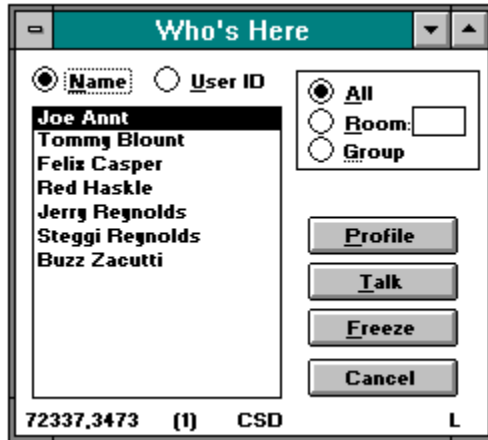 Who's Here
Name User ID
All
Room:
Group
Joe Annt
Tommy Blount
Felix Casper
Red Haskle
Jerry Reynolds
Steggi Reynolds
Buzz Zacutti
Profile
Talk
Freeze
Cancel
72337,3473 (1) CSD L